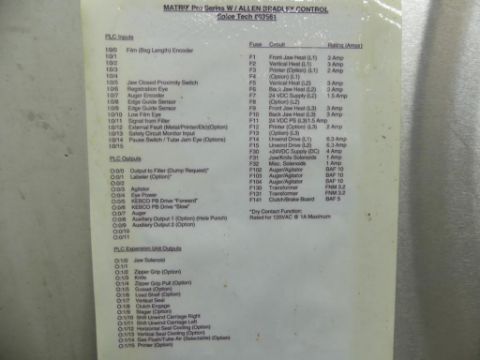 MATRIX Pro Series W / ALLEN BRADLEY CONTROL
Spice Tech
PLC Inputs
I:0/0 Film (Bag Length) Encoder
I:0/1
I:0/2
I:0/3
I:0/4
I:0/5 Jaw Closed Proximity Switch
I:0/6 Registration Eye
I:0/7 Auger Encoder
I:0/8 Edge Guide Sensor
I:0/9 Edge Guide Sensor
I:0/10 Low Film Eye
I:0/11 Signal from Filler
I:0/12 External Fault (Metal/Printer/Etc)(Option)
I:0/13 Safety Circuit Monitor Input
I:0/14 Pause Switch / Tube Jam Eye (Options)
I:0/15
PLC Outputs
O:0/0 Output to Filler (Dump Request)*
O:0/1 Labeler (Option)*
O:0/2
O:0/3 Agitator
O:0/4 Eye Power
O:0/5 KEBCO PB Drive "Forward"
O:0/6 KEBCO PB Drive "Slow"
O:0/7 Auger
O:0/8 Auxiliary Output 1 (Option) (Hole Punch)
O:0/9 Auxiliary Output 2 (Option)
O:0/10
O:0/11
PLC Expansion Unit Outputs
O:1/0 Jaw Solenoid
O:1/1
O:1/2 Zipper Grip (Option)
O:1/3 Knife
O:1/4 Zipper Grip Pull (Option)
O:1/5 Gusset (Option)
O:1/6 Load Shelf (Option)
O:1/7 Vertical Seal
O:1/8 Clutch Engage
O:1/9 Stager (Option)
O:1/10 Shift Unwind Carriage Right
O:1/11 Shift Unwind Carriage Left
O:1/12 Horizontal Seal Cooling (Option)
O:1/13 Vertical Seal Cooling (Option)
O:1/14 Gas Flush/Tube Air (Selectable) (Option)
O:1/15 Printer (Option)
Fuse Circuit Rating (Amps)
F1 Front Jaw Heat (L1) 2 Amp
F2 Vertical Heat (L1) 3 Amp
F3 Printer (Option) (L1) 2 Amp
F4 (Option) (L1)
F5 Vertical Heat (L2) 3 Amp
F6 Back Jaw Heat (L2) 2 Amp
F7 24 VDC Supply (L2) 1.5 Amp
F8 (Option) (L2)
F9 Front Jaw Heat (L3) 2 Amp
F10 Back Jaw Heat (L3) 2 Amp
F11 24 VDC PS (L3) 1.5 Amp
F12 Printer (Option) (L3) 2 Amp
F13 (Option) (L3)
F14 Unwind Drive (L1) 6.3 Amp
F15 Unwind Drive (L2) 6.3 Amp
F30 +24VDC Supply (DC) 4 Amp
F31 Jaw/Knife Solenoids 1 Amp
F32 Misc. Solenoids 1 Amp
F102 Auger/Agitator BAF 10
F103 Auger/Agitator BAF 10
F104 Auger/Agitator BAF 10
F130 Transformer FNM 3.2
F131 Transformer FNM 3.2
F141 Clutch/Brake Board BAF 5
*Dry Contact Function:
Rated for 120VAC @ 1A Maximum